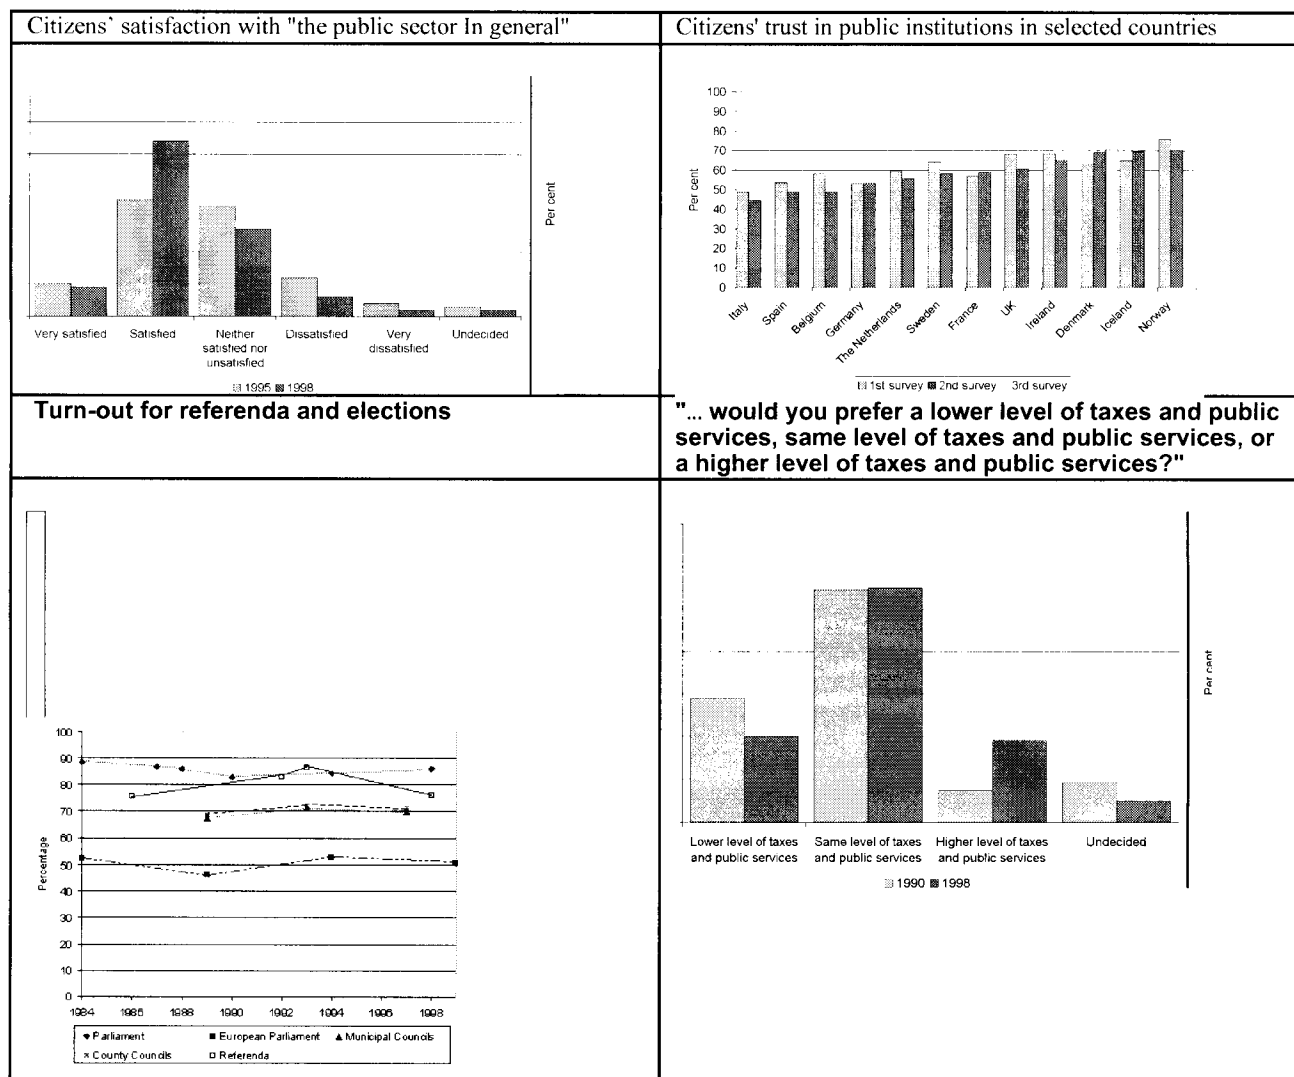 Citizens` satisfaction with "the public sector In general"
Citizens' trust in public institutions in selected countries
Per cent
Very satisfied
Satisfied
Neither
satisfied nor
unsatisfied
Dissatisfied
Very
dissatisfied
Undecided
1995 1998
100
90
80
70
60
50
40
30
20
10
0
Per cent
Italy
Spain
Belgium
Germany
The Netherlands
Sweden
France
UK
Ireland
Denmark
Iceland
Norway
1st survey 2nd survey 3rd survey
Turn-out for referenda and elections
"... would you prefer a lower level of taxes and public
services, same level of taxes and public services, or
a higher level of taxes and public services?"
100
90
80
70
60
50
40
30
20
10
0
Percentage
1984 1986 1988 1990 1992 1994 1996 1998
Parliament European Parliament Municipal Councils
County Councils Referenda
Per cent
Lower level of taxes
and public services
Same level of taxes
and public services
Higher level of taxes
and public services
Undecided
1990 1998